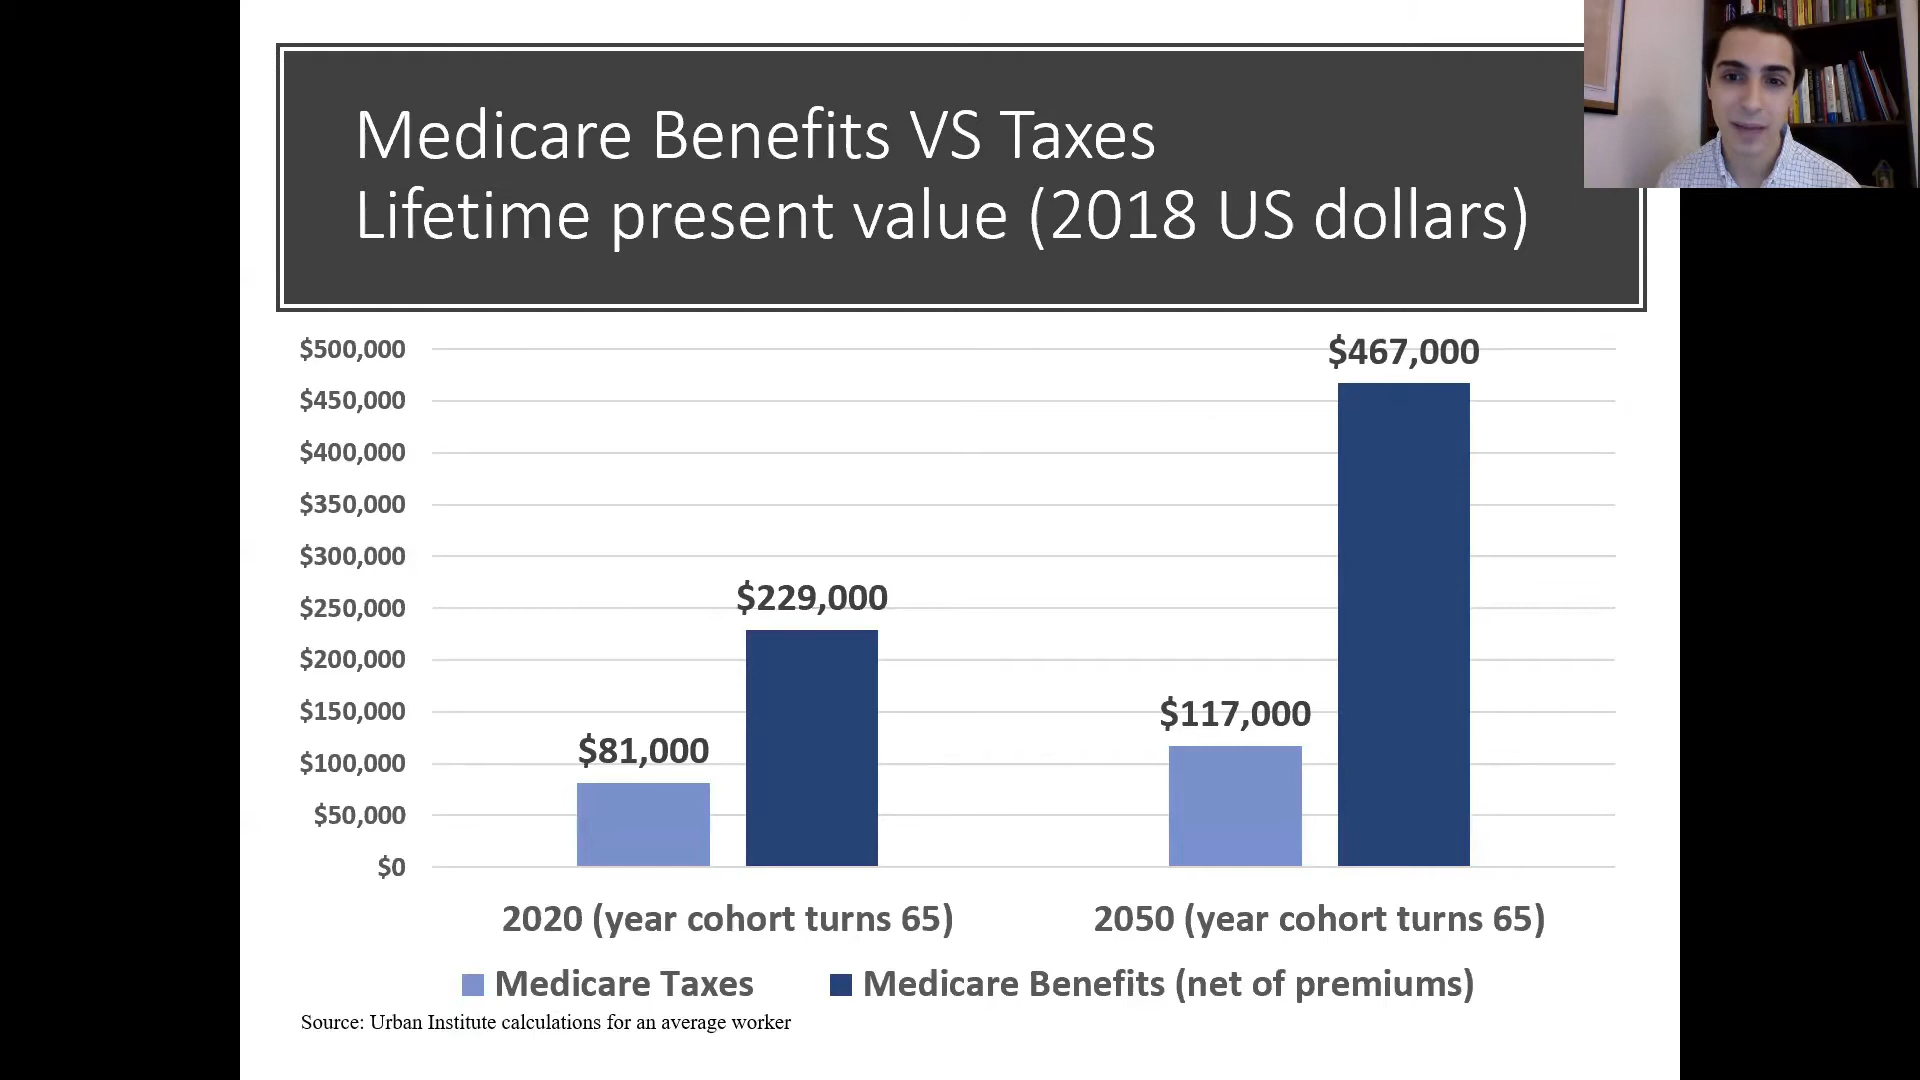 Medicare Benefits VS Taxes
Lifetime present value (2018 US dollars)
$500,000
$450,000
$400,000
$350,000
$300,000
$250,000
$200,000
$150,000
$100,000
$50,000
$0
$81,000
$229,000
$117,000
$467,000
2020 (year cohort turns 65)
2050 (year cohort turns 65)
Medicare Taxes
Medicare Benefits (net of premiums)
Source: Urban Institute calculations for an average worker